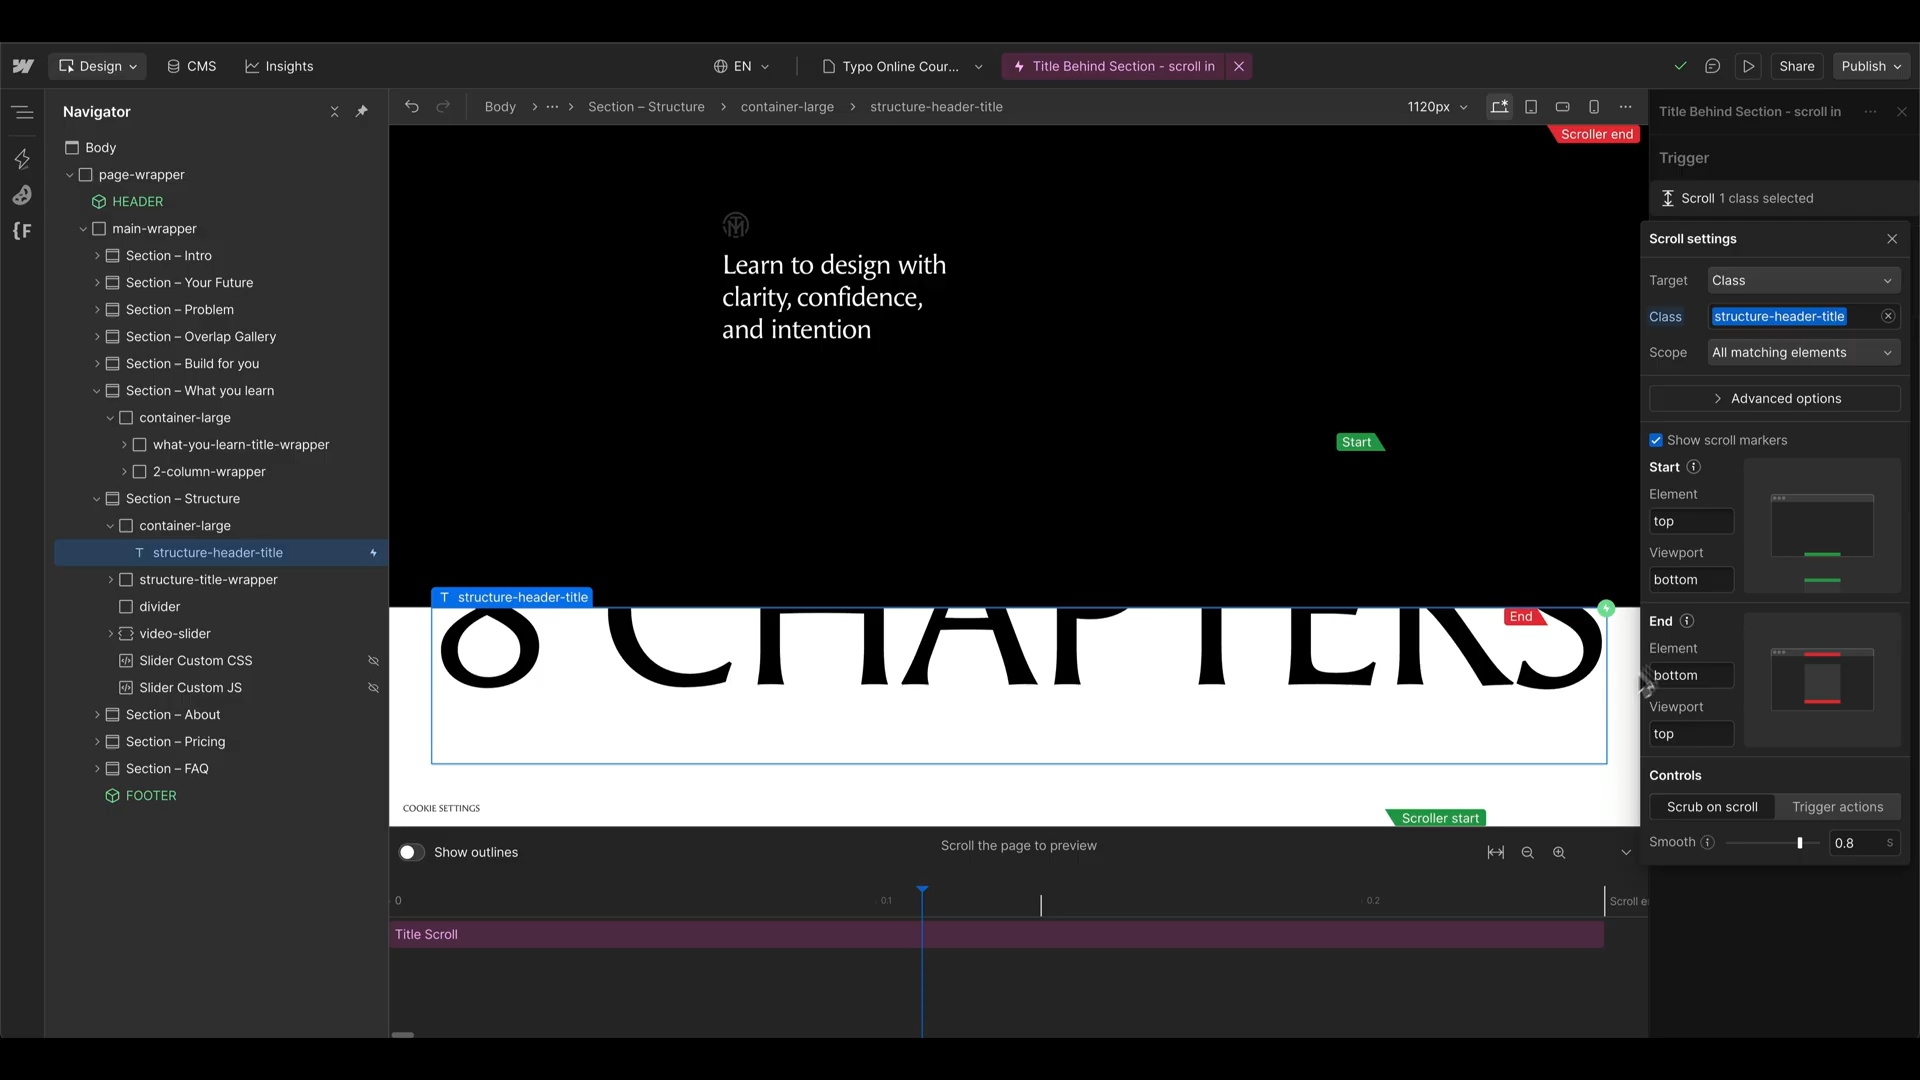 Design
CMS
Insights
EN
Typo Online Cour...
Title Behind Section - scroll in
Share
Publish
Navigator
Body
page-wrapper
HEADER
main-wrapper
Section – Intro
Section – Your Future
Section – Problem
Section – Overlap Gallery
Section – Build for you
Section – What you learn
container-large
what-you-learn-title-wrapper
2-column-wrapper
Section – Structure
container-large
structure-header-title
structure-title-wrapper
divider
video-slider
Slider Custom CSS
Slider Custom JS
Section – About
Section – Pricing
Section – FAQ
FOOTER
Body > ... > Section – Structure > container-large > structure-header-title
1120px
Scroller end
Learn to design with
clarity, confidence,
and intention
Start
structure-header-title
End
8 CHAPTERS
COOKIE SETTINGS
Scroller start
Show outlines
Scroll the page to preview
0
0.1
0.2
Scroll e
Title Scroll
Title Behind Section - scroll in
Trigger
Scroll 1 class selected
Scroll settings
Target
Class
Class
structure-header-title
Scope
All matching elements
Advanced options
Show scroll markers
Start
Element
top
Viewport
bottom
End
Element
bottom
Viewport
top
Controls
Scrub on scroll
Trigger actions
Smooth
0.8
S